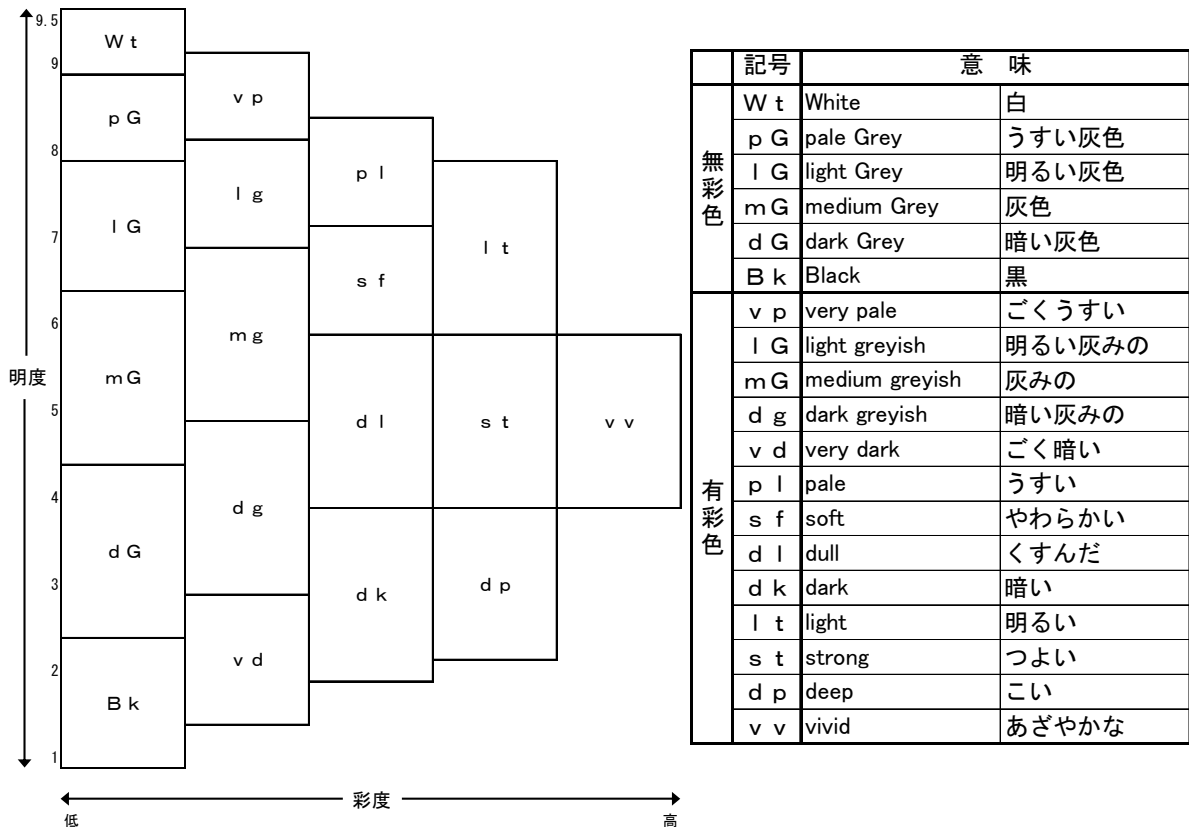 9.5
Ｗｔ
9
ｖｐ
ｐＧ
8
ｐｌ
ｌｇ
ｌＧ
7
ｌｔ
ｓｆ
6
ｍｇ
明度
ｍＧ
5
ｄｌ
ｓｔ
ｖｖ
4
ｄｇ
ｄＧ
3
ｄｋ
ｄｐ
ｖｄ
2
Ｂｋ
1
彩度
低
高
記号 意　味
無彩色
Ｗｔ White 白
ｐＧ pale Grey うすい灰色
ｌＧ light Grey 明るい灰色
ｍＧ medium Grey 灰色
ｄＧ dark Grey 暗い灰色
Ｂｋ Black 黒
有彩色
ｖｐ very pale ごくうすい
ｌＧ light greyish 明るい灰みの
ｍＧ medium greyish 灰みの
ｄｇ dark greyish 暗い灰みの
ｖｄ very dark ごく暗い
ｐｌ pale うすい
ｓｆ soft やわらかい
ｄｌ dull くすんだ
ｄｋ dark 暗い
ｌｔ light 明るい
ｓｔ strong つよい
ｄｐ deep こい
ｖｖ vivid あざやかな